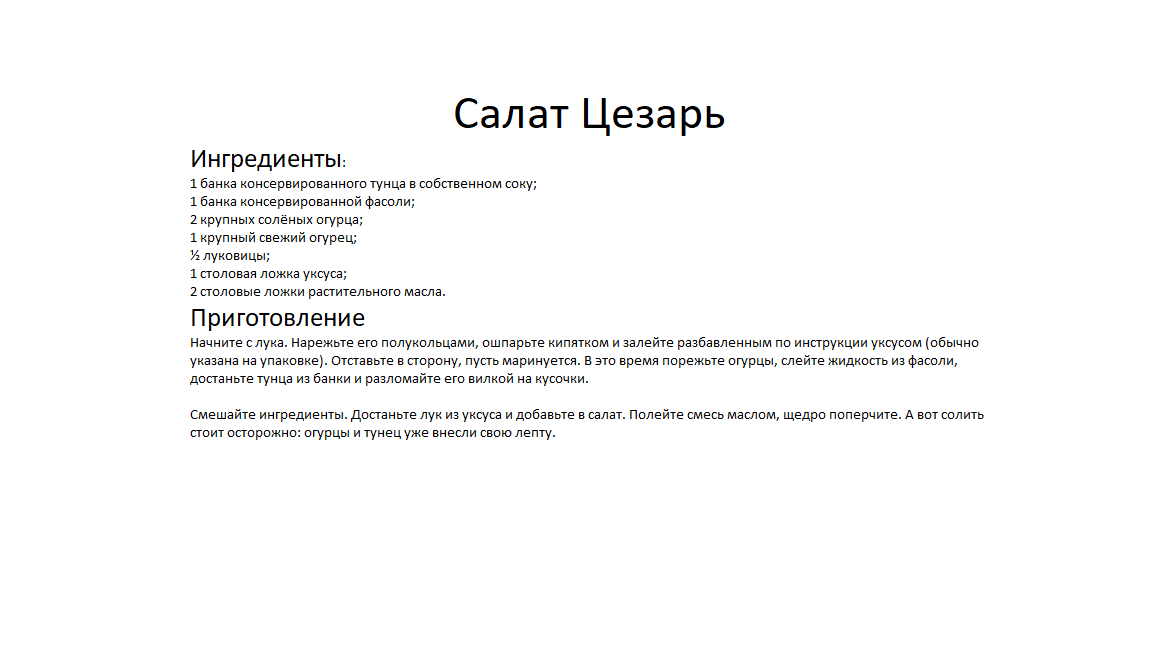 Салат Цезарь
Ингредиенты:
1 банка консервированного тунца в собственном соку;
1 банка консервированной фасоли;
2 крупных солёных огурца;
1 крупный свежий огурец;
½ луковицы;
1 столовая ложка уксуса;
2 столовые ложки растительного масла.
Приготовление
Начните с лука. Нарежьте его полукольцами, ошпарьте кипятком и залейте разбавленным по инструкции уксусом (обычно
указана на упаковке). Отставьте в сторону, пусть маринуется. В это время порежьте огурцы, слейте жидкость из фасоли,
достаньте тунца из банки и разломайте его вилкой на кусочки.
Смешайте ингредиенты. Достаньте лук из уксуса и добавьте в салат. Полейте смесь маслом, щедро поперчите. А вот солить
стоит осторожно: огурцы и тунец уже внесли свою лепту.